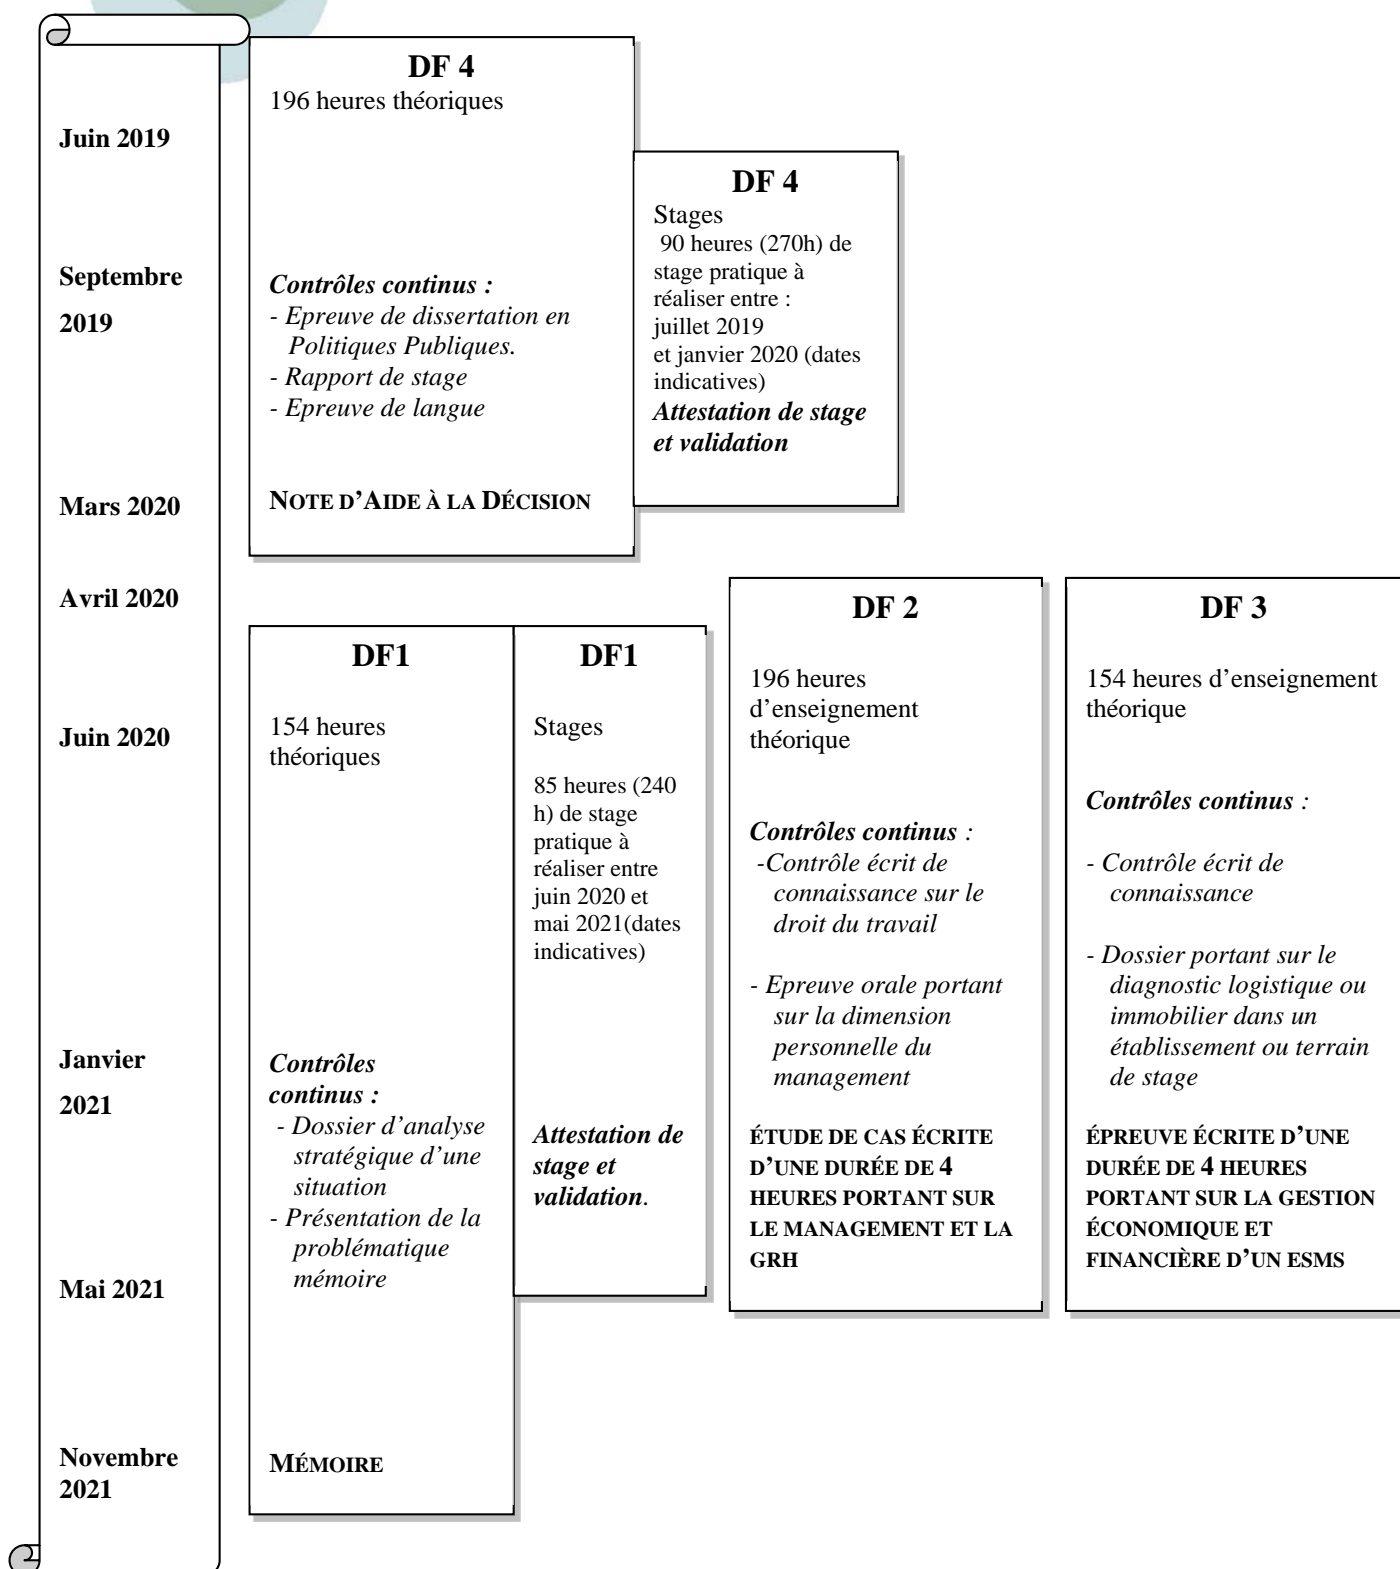 Juin 2019
Septembre
2019
Mars 2020
Avril 2020
Juin 2020
Janvier
2021
Mai 2021
Novembre
2021
DF 4
196 heures théoriques
Contrôles continus :
- Epreuve de dissertation en
Politiques Publiques.
- Rapport de stage
- Epreuve de langue
NOTE D’AIDE À LA DÉCISION
DF 4
Stages
90 heures (270h) de
stage pratique à
réaliser entre :
juillet 2019
et janvier 2020 (dates
indicatives)
Attestation de stage
et validation
DF1
154 heures
théoriques
Contrôles
continus :
- Dossier d’analyse
stratégique d’une
situation
- Présentation de la
problématique
mémoire
MÉMOIRE
DF1
Stages
85 heures (240
h) de stage
pratique à
réaliser entre
juin 2020 et
mai 2021(dates
indicatives)
Attestation de
stage et
validation.
DF 2
196 heures
d’enseignement
théorique
Contrôles continus :
-Contrôle écrit de
connaissance sur le
droit du travail
- Epreuve orale portant
sur la dimension
personnelle du
management
ÉTUDE DE CAS ÉCRITE
D’UNE DURÉE DE 4
HEURES PORTANT SUR
LE MANAGEMENT ET LA
GRH
DF 3
154 heures d’enseignement
théorique
Contrôles continus :
- Contrôle écrit de
connaissance
- Dossier portant sur le
diagnostic logistique ou
immobilier dans un
établissement ou terrain
de stage
ÉPREUVE ÉCRITE D’UNE
DURÉE DE 4 HEURES
PORTANT SUR LA GESTION
ÉCONOMIQUE ET
FINANCIÈRE D’UN ESMS